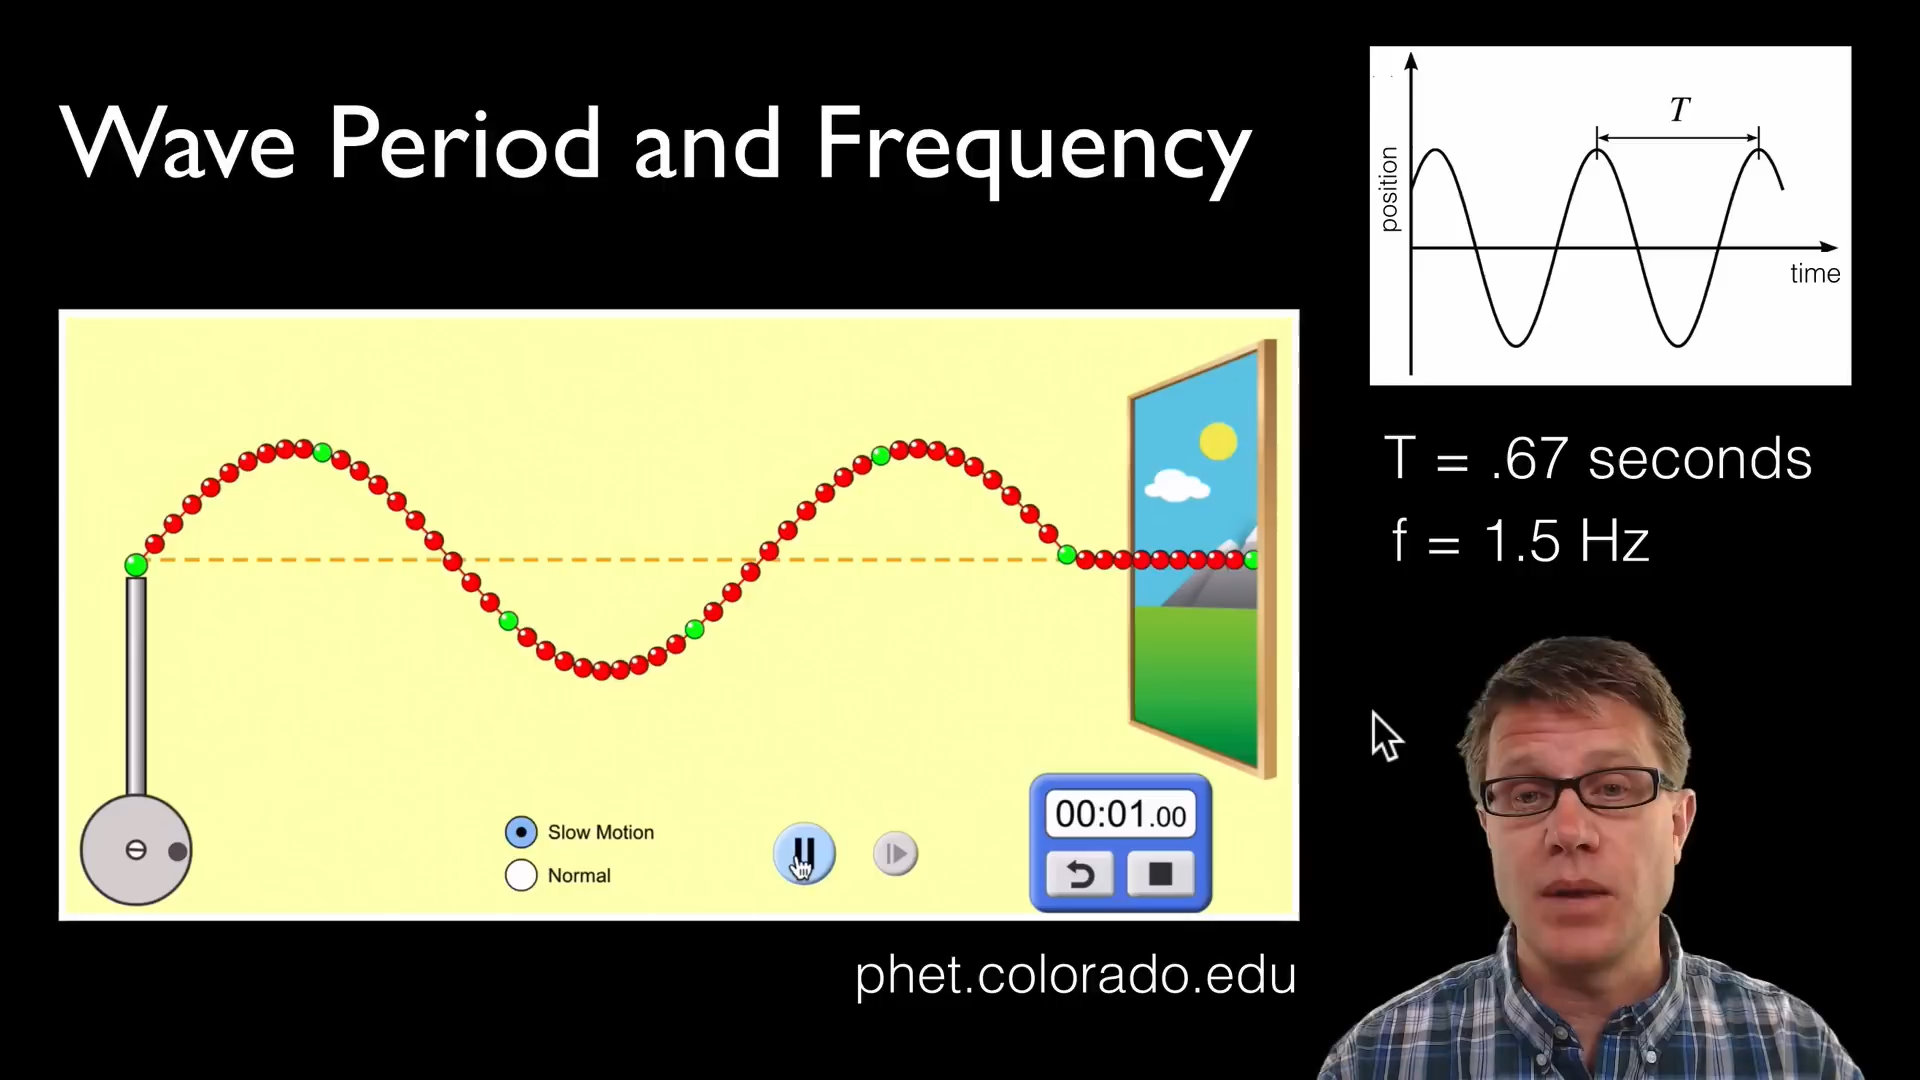 Wave Period and Frequency
T
position
time
T = .67 seconds
f = 1.5 Hz
Slow Motion
Normal
00:01.00
phet.colorado.edu